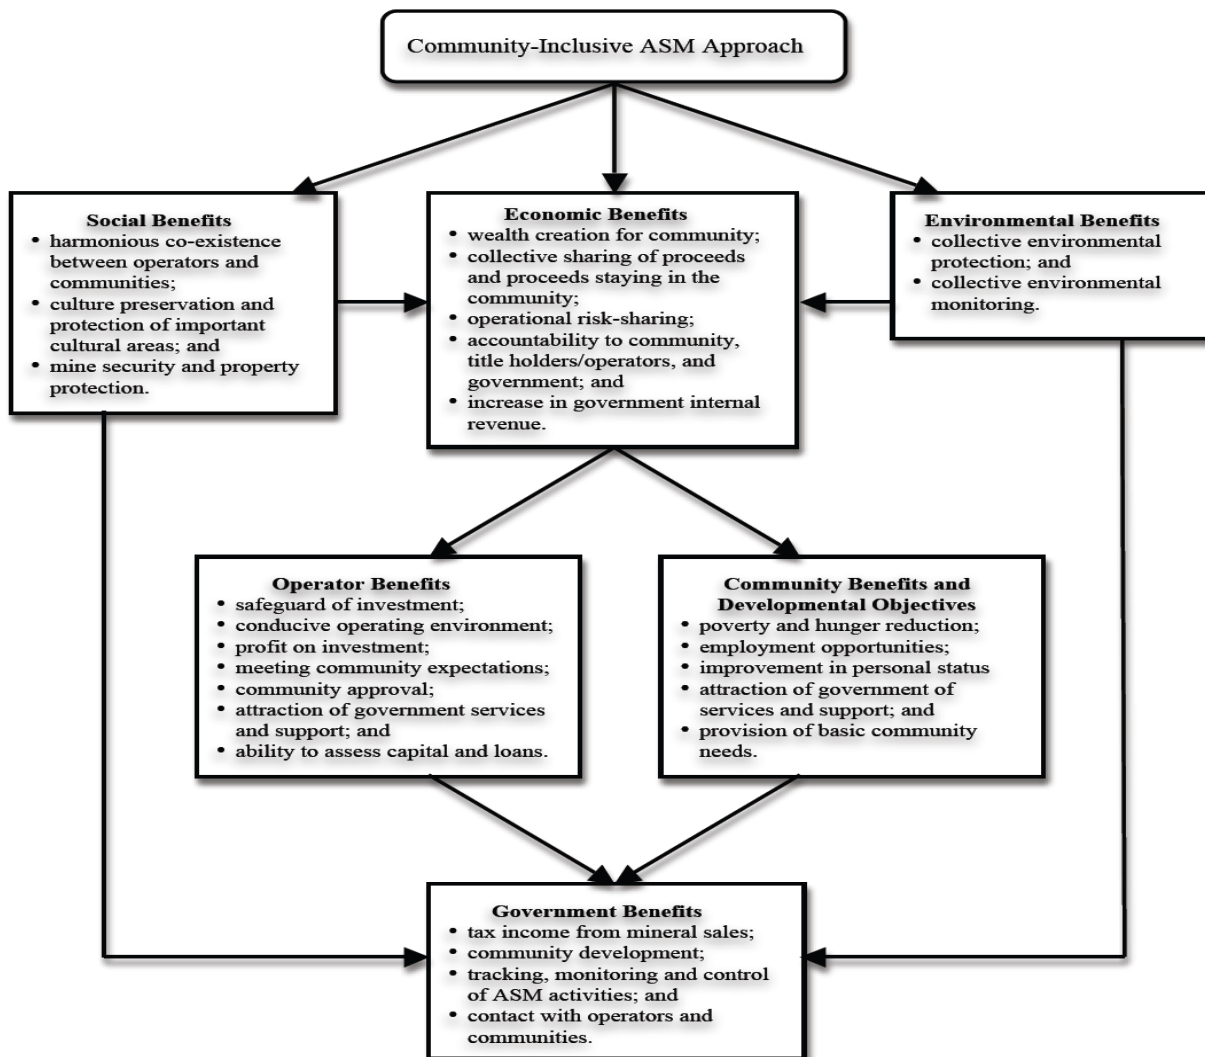 Community-Inclusive ASM Approach
Social Benefits
• harmonious co-existence
between operators and
communities;
• culture preservation and
protection of important
cultural areas; and
• mine security and property
protection.
Economic Benefits
• wealth creation for community;
• collective sharing of proceeds
and proceeds staying in the
community;
• operational risk-sharing;
• accountability to community,
title holders/operators, and
government; and
• increase in government internal
revenue.
Environmental Benefits
• collective environmental
protection; and
• collective environmental
monitoring.
Operator Benefits
• safeguard of investment;
• conducive operating environment;
• profit on investment;
• meeting community expectations;
• community approval;
• attraction of government services
and support; and
• ability to assess capital and loans.
Community Benefits and
Developmental Objectives
• poverty and hunger reduction;
• employment opportunities;
• improvement in personal status
• attraction of government of
services and support; and
• provision of basic community
needs.
Government Benefits
• tax income from mineral sales;
• community development;
• tracking, monitoring and control
of ASM activities; and
• contact with operators and
communities.